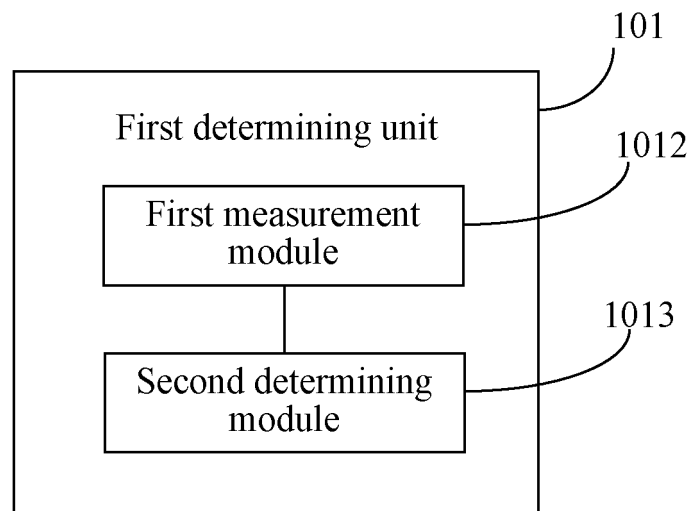 101
First determining unit
1012
First measurement
module
1013
Second determining
module